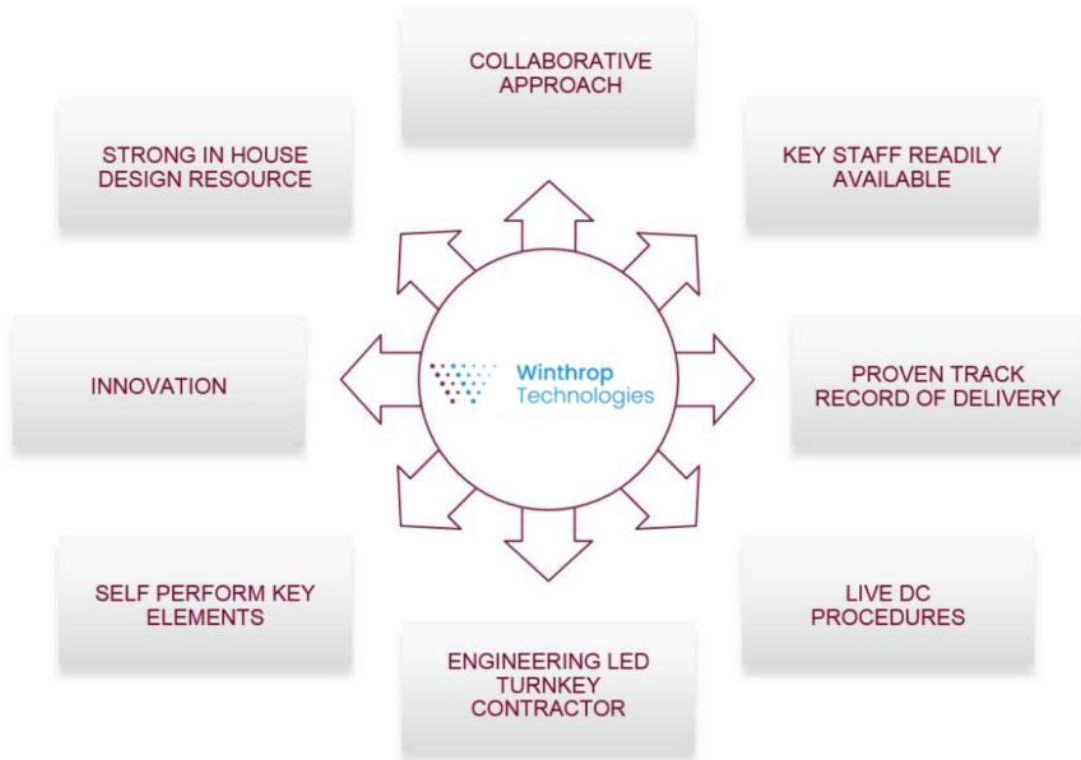 COLLABORATIVE
APPROACH
STRONG IN HOUSE
DESIGN RESOURCE
KEY STAFF READILY
AVAILABLE
INNOVATION
Winthrop
Technologies
PROVEN TRACK
RECORD OF DELIVERY
SELF PERFORM KEY
ELEMENTS
LIVE DC
PROCEDURES
ENGINEERING LED
TURNKEY
CONTRACTOR